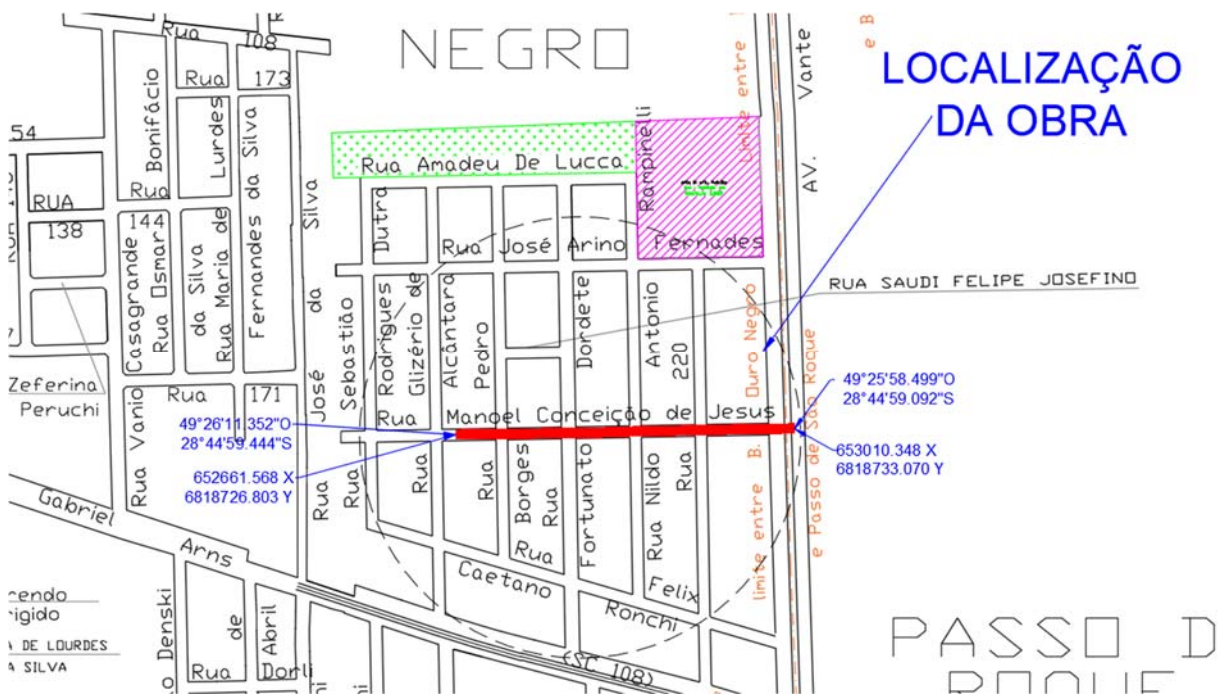 NEGRO
LOCALIZAÇÃO
DA OBRA
Rua 108
Rua 173
Rua Bonifácio
Lurdes
Fernandes da Silva
54
RUA
138
144
Casagrande
Rua Osmar
da Silva
Rua Maria de
Rua Amadeu De Lucca
Rampinelli
limite entre
e B
AV. Vante
Rua José Arino Fernades
Dutra
Rodrigues
Glizério de
Alcântara
Pedro
Dordete
Antonio
220
RUA SAUDI FELIPE JOSEFINO
Silva
da
José
Rua
Sebastião
Rua
Zeferina
Peruchi
Rua Vanio
Rua 171
Rua Manoel Conceição de Jesus
49°26'11.352"O
28°44'59.444"S
652661.568 X
6818726.803 Y
49°25'58.499"O
28°44'59.092"S
653010.348 X
6818733.070 Y
limite entre B. Ouro Negro
e Passo de São Roque
Rua
Rua
Borges
Rua
Fortunato
Rua Nildo
Rua
Gabriel Arns
Rua Caetano Ronchi
Felix
(SC 108)
Denski
Rua de
Abril
Dorli
endo
rigido
A DE LOURDES
A SILVA
PASSO D
ROQUE